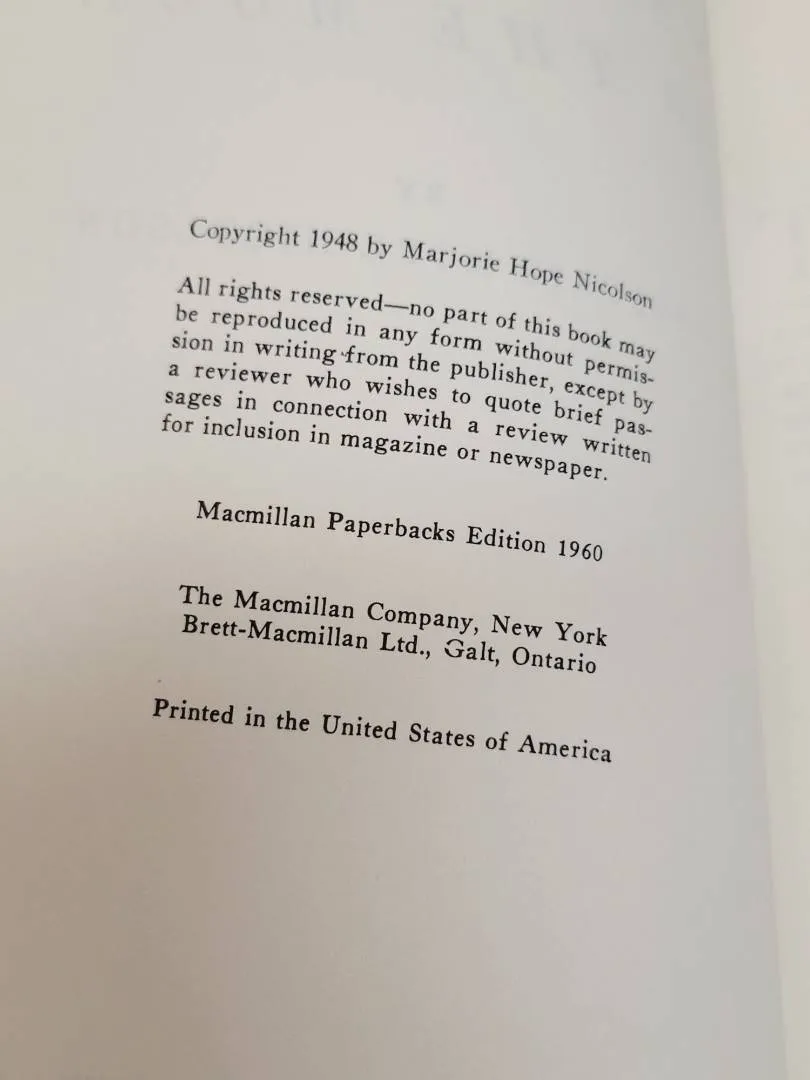 Copyright 1948 by Marjorie Hope Nicolson
All rights reserved—no part of this book may
be reproduced in any form without permis-
sion in writing from the publisher, except by
a reviewer who wishes to quote brief pas-
sages in connection with a review written
for inclusion in magazine or newspaper.
Macmillan Paperbacks Edition 1960
The Macmillan Company, New York
Brett-Macmillan Ltd., Galt, Ontario
Printed in the United States of America